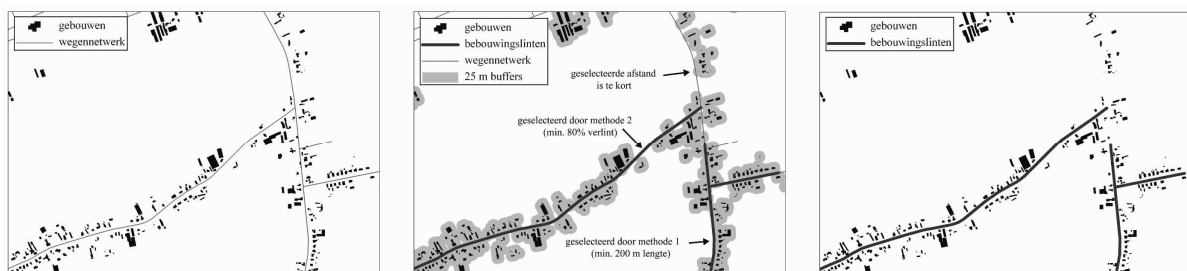 gebouwen
wegennetwerk
gebouwen
bebouwingslinten
wegennetwerk
25 m buffers
geselecteerde afstand
is te kort
geselecteerd door methode 2
(min. 80% verlint)
geselecteerd door methode 1
(min. 200 m lengte)
gebouwen
bebouwingslinten